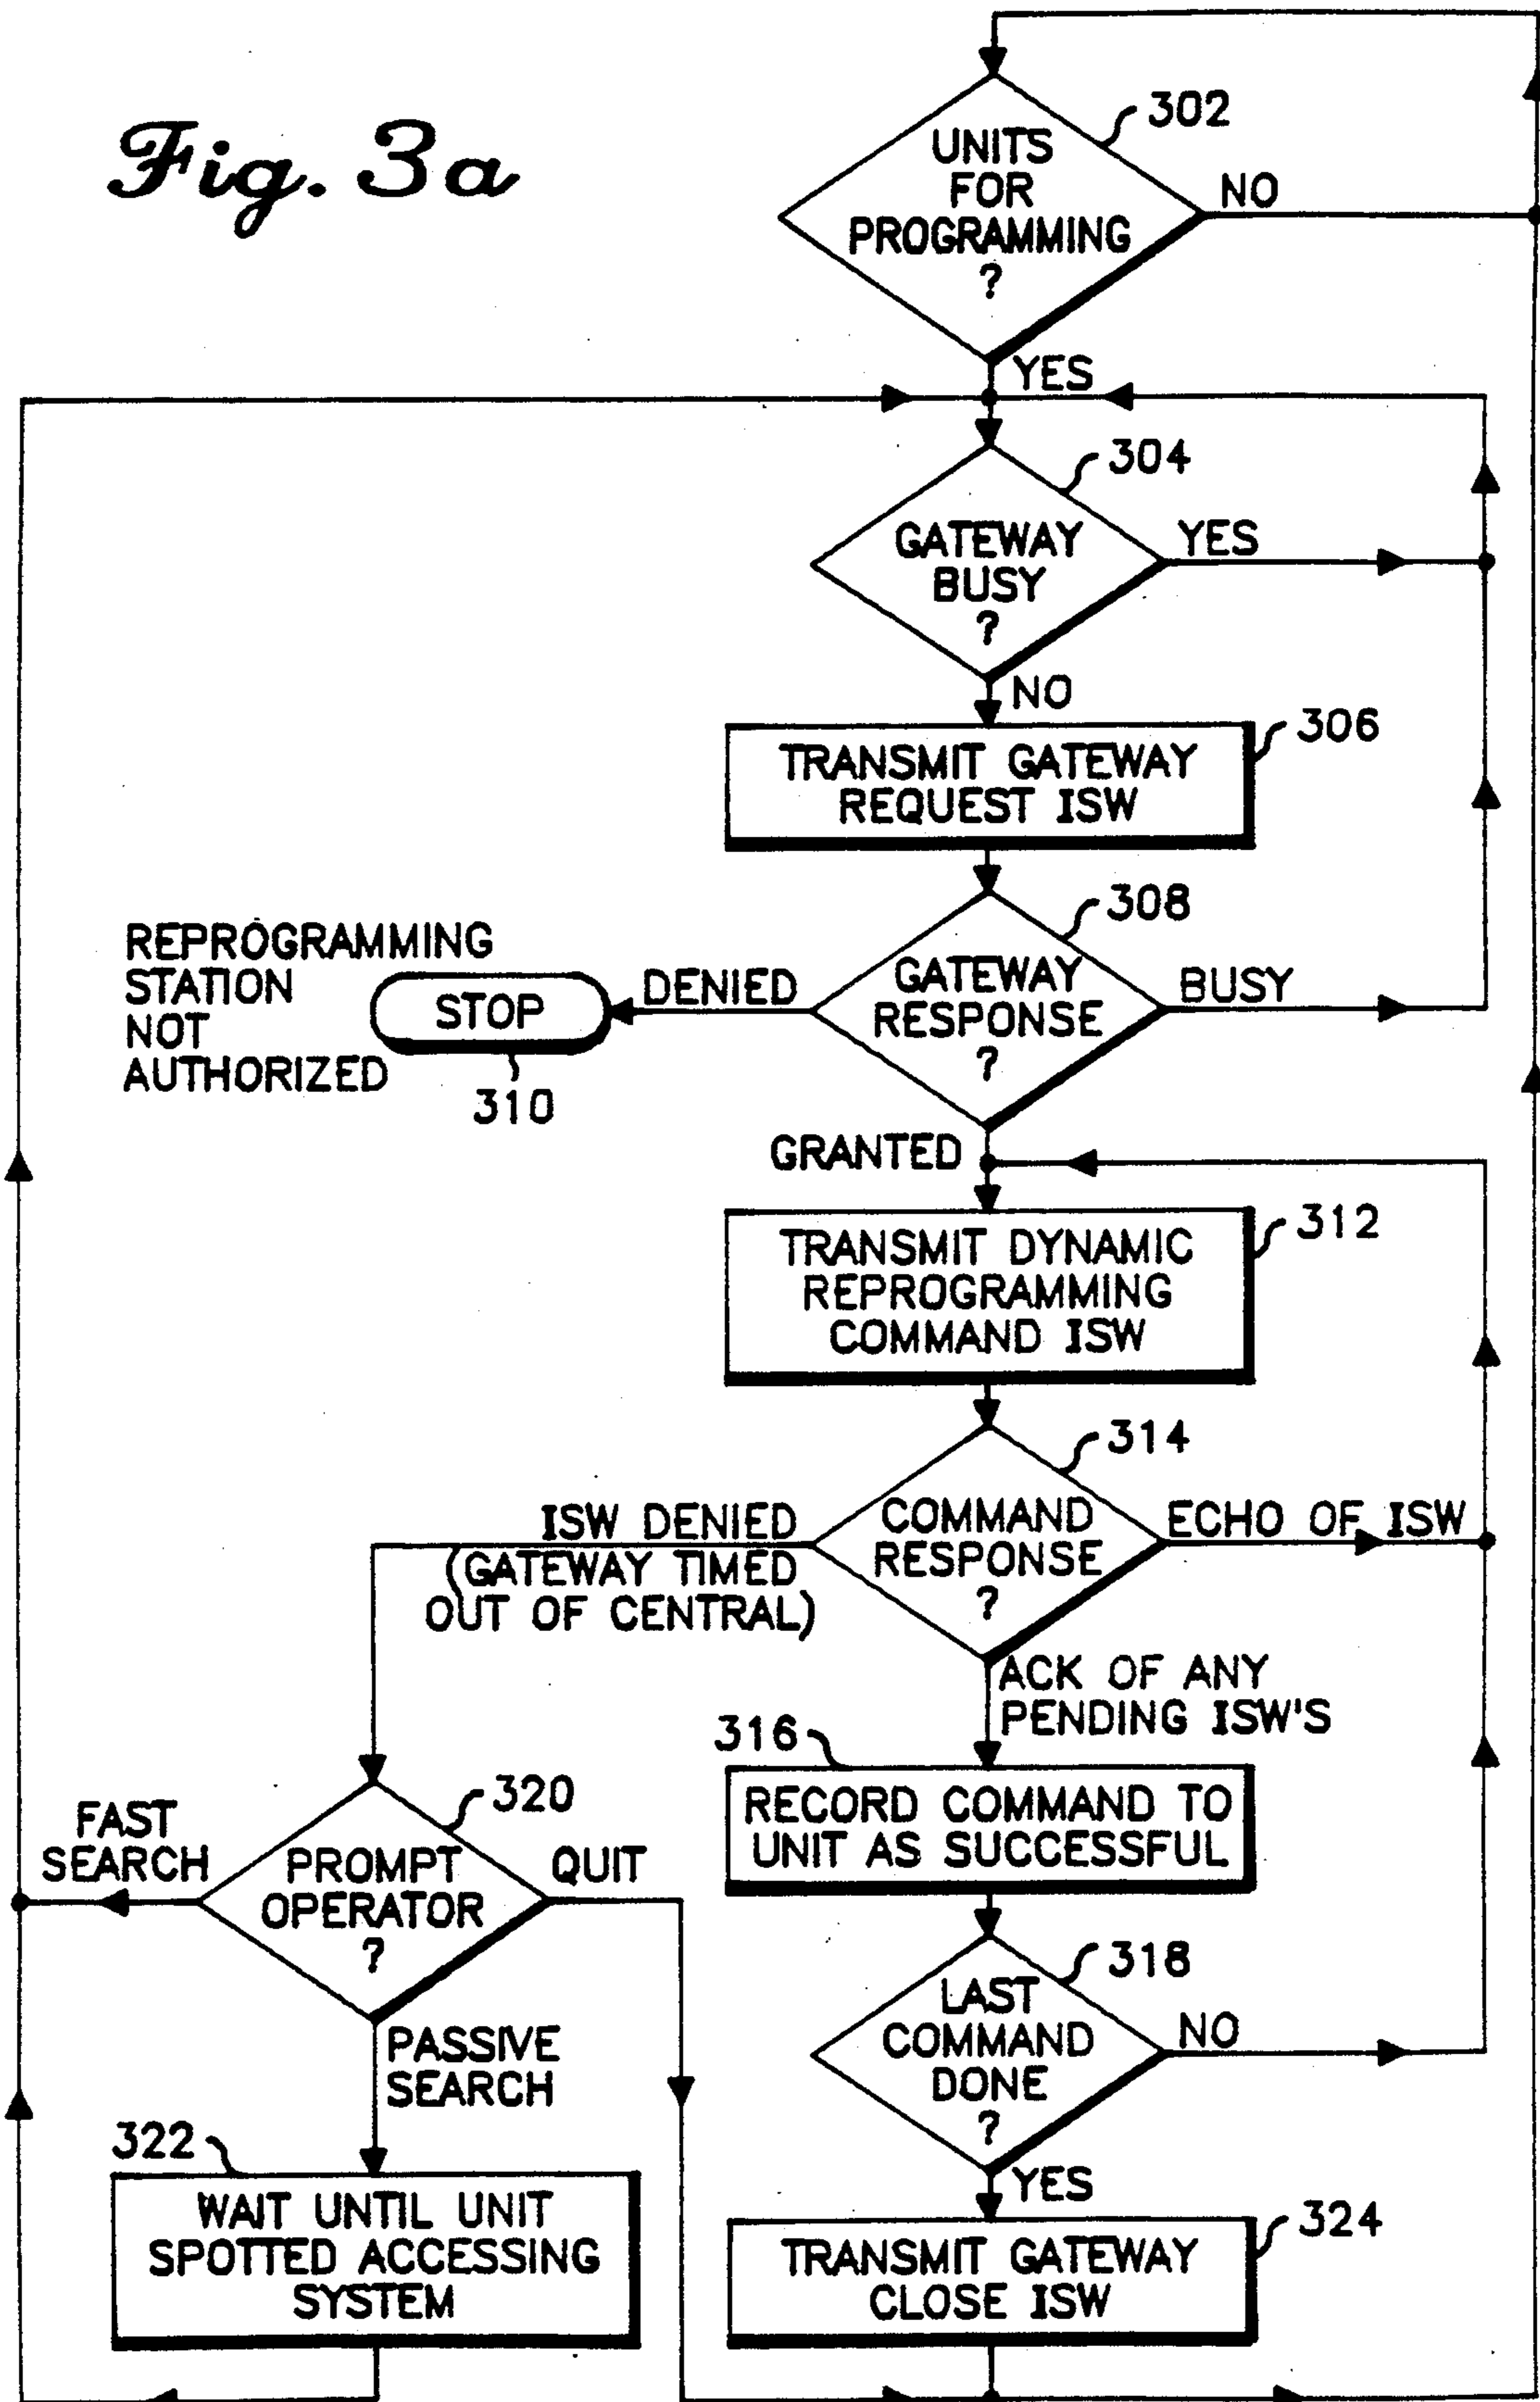 Fig. 3a
302
UNITS
FOR
PROGRAMMING
?
NO
YES
304
GATEWAY
BUSY
?
YES
NO
306
TRANSMIT GATEWAY
REQUEST ISW
308
GATEWAY
RESPONSE
?
DENIED
BUSY
REPROGRAMMING
STATION
NOT
AUTHORIZED
STOP
310
GRANTED
312
TRANSMIT DYNAMIC
REPROGRAMMING
COMMAND ISW
314
COMMAND
RESPONSE
?
ECHO OF ISW
ISW DENIED
(GATEWAY TIMED
OUT OF CENTRAL)
ACK OF ANY
PENDING ISW'S
316
RECORD COMMAND TO
UNIT AS SUCCESSFUL
320
PROMPT
OPERATOR
?
FAST
SEARCH
QUIT
PASSIVE
SEARCH
318
LAST
COMMAND
DONE
?
NO
YES
322
WAIT UNTIL UNIT
SPOTTED ACCESSING
SYSTEM
324
TRANSMIT GATEWAY
CLOSE ISW